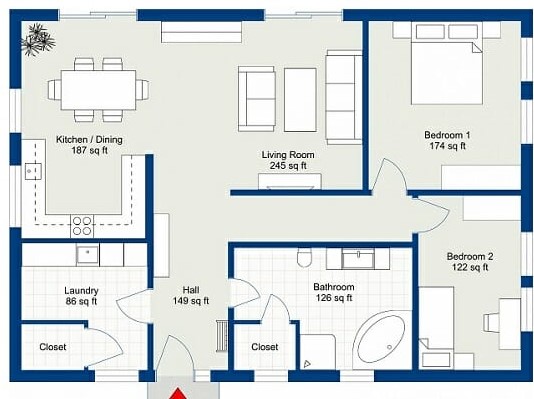 Kitchen / Dining
187 sq ft
Living Room
245 sq ft
Bedroom 1
174 sq ft
Laundry
86 sq ft
Hall
149 sq ft
Bathroom
126 sq ft
Bedroom 2
122 sq ft
Closet
Closet